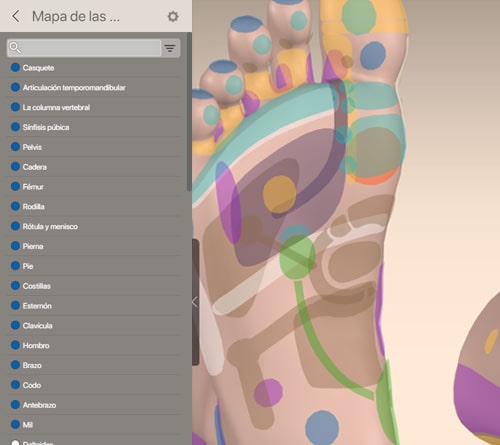 Mapa de las ...
Casquete
Articulación temporomandibular
La columna vertebral
Sínfisis púbica
Pelvis
Cadera
Fémur
Rodilla
Rótula y menisco
Pierna
Pie
Costillas
Esternón
Clavícula
Hombro
Brazo
Codo
Antebrazo
Mil
Deltoides